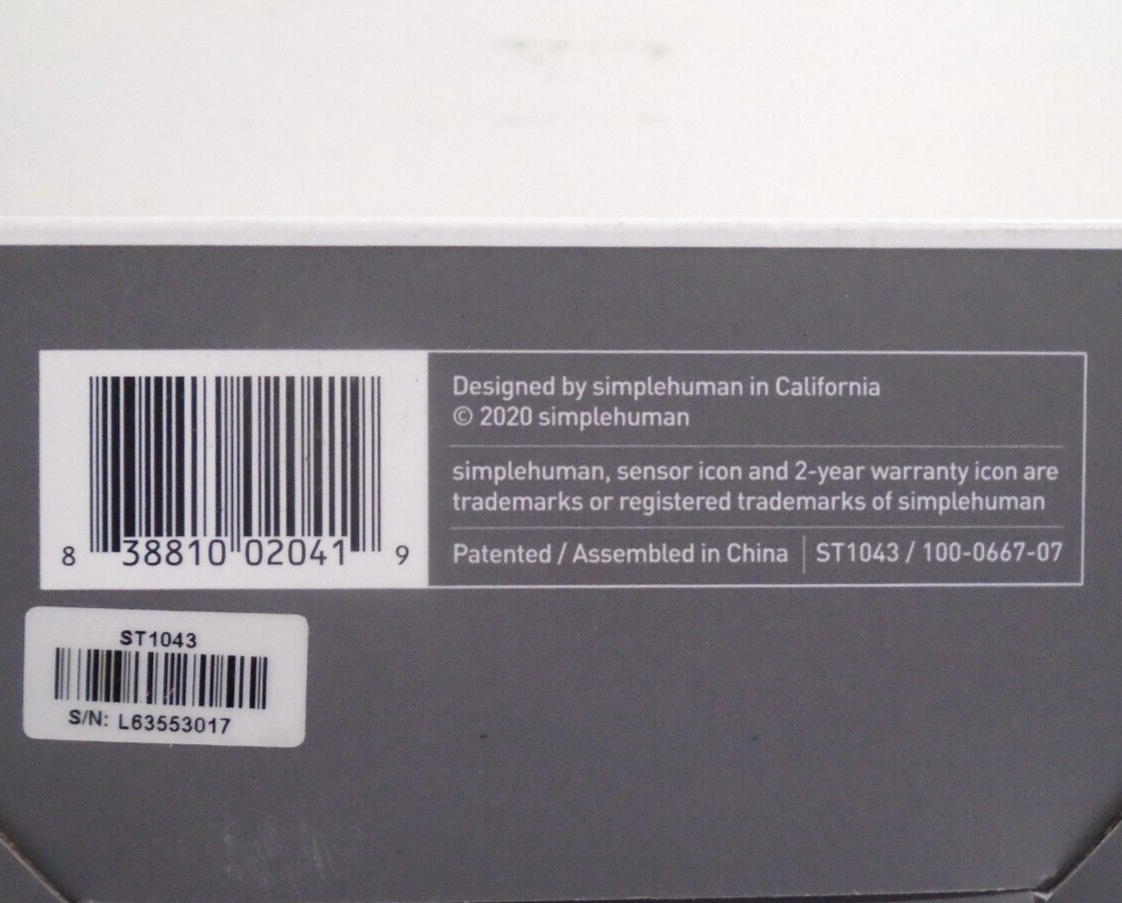 Designed by simplehuman in California
© 2020 simplehuman
simplehuman, sensor icon and 2-year warranty icon are
trademarks or registered trademarks of simplehuman
Patented / Assembled in China | ST1043 / 100-0667-07
8 38810 02041 9
ST1043
S/N: L63553017